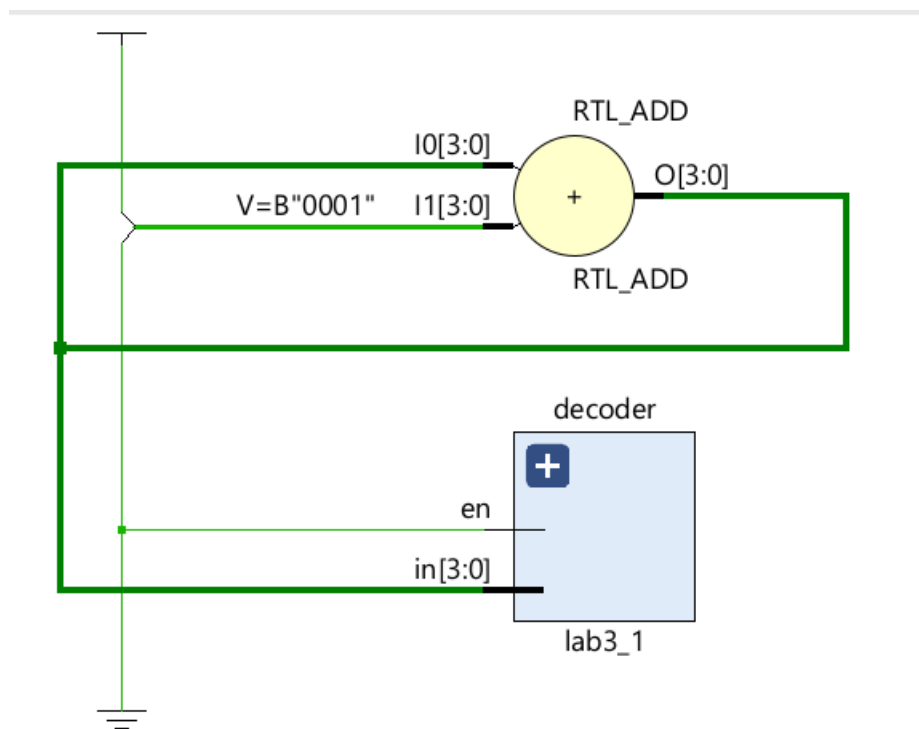 RTL_ADD
I0[3:0]
V=B"0001" I1[3:0]
O[3:0]
+
RTL_ADD
decoder
+
en
in[3:0]
lab3_1